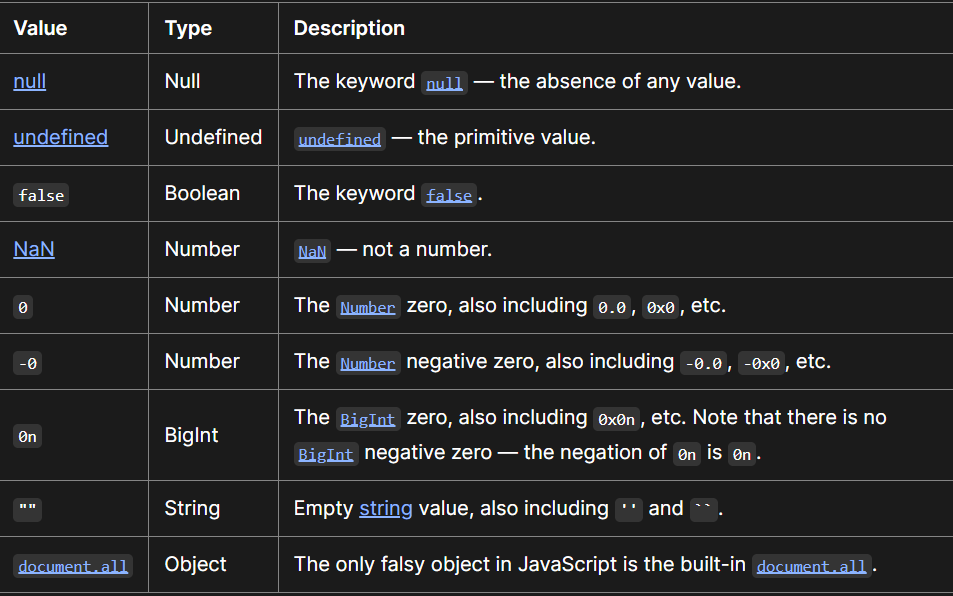 Value Type Description
null Null The keyword null — the absence of any value.
undefined Undefined undefined — the primitive value.
false Boolean The keyword false.
NaN Number NaN — not a number.
0 Number The Number zero, also including 0.0, 0x0, etc.
-0 Number The Number negative zero, also including -0.0, -0x0, etc.
0n BigInt The BigInt zero, also including 0x0n, etc. Note that there is no
BigInt negative zero — the negation of 0n is 0n.
"" String Empty string value, also including '' and ``.
document.all Object The only falsy object in JavaScript is the built-in document.all.